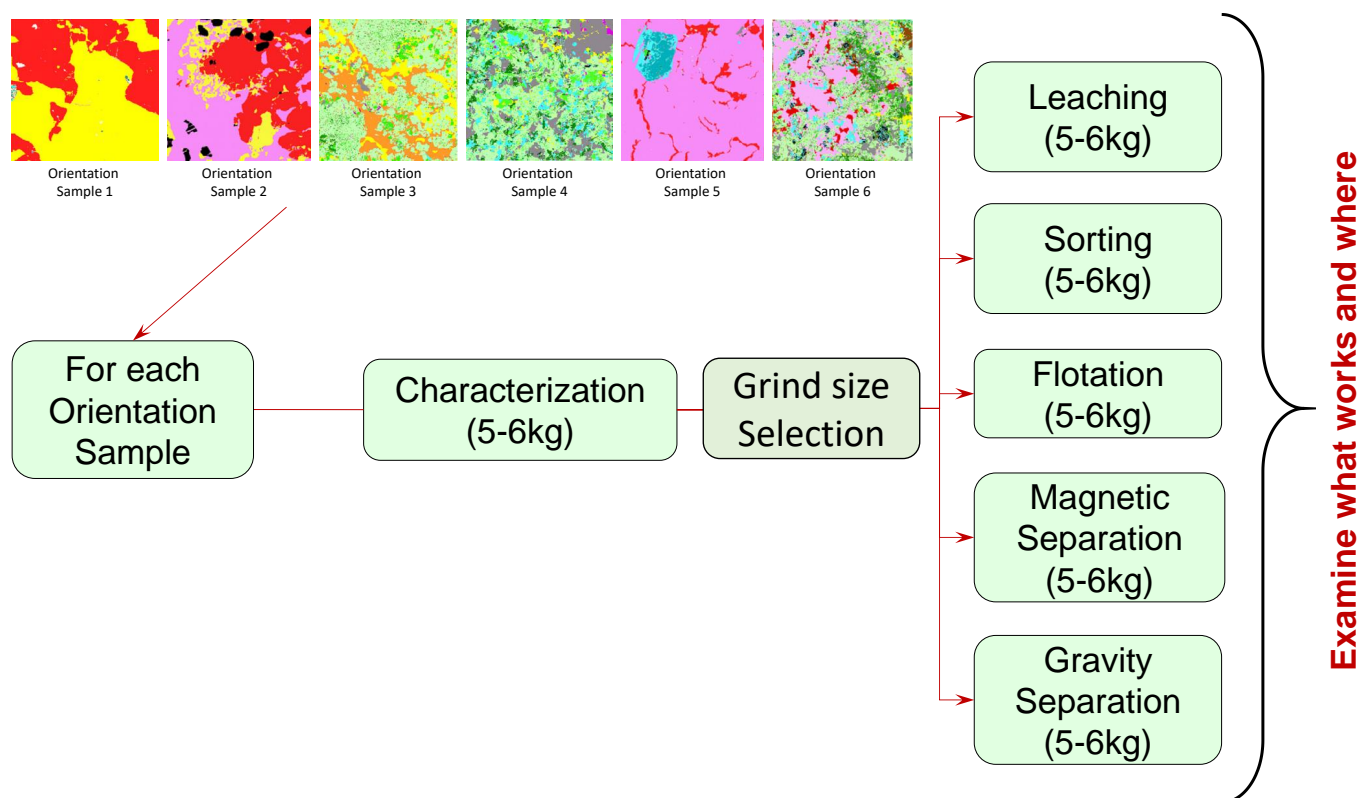 Orientation
Sample 1
Orientation
Sample 2
Orientation
Sample 3
Orientation
Sample 4
Orientation
Sample 5
Orientation
Sample 6
For each
Orientation
Sample
Characterization
(5-6kg)
Grind size
Selection
Leaching
(5-6kg)
Sorting
(5-6kg)
Flotation
(5-6kg)
Magnetic
Separation
(5-6kg)
Gravity
Separation
(5-6kg)
Examine what works and where